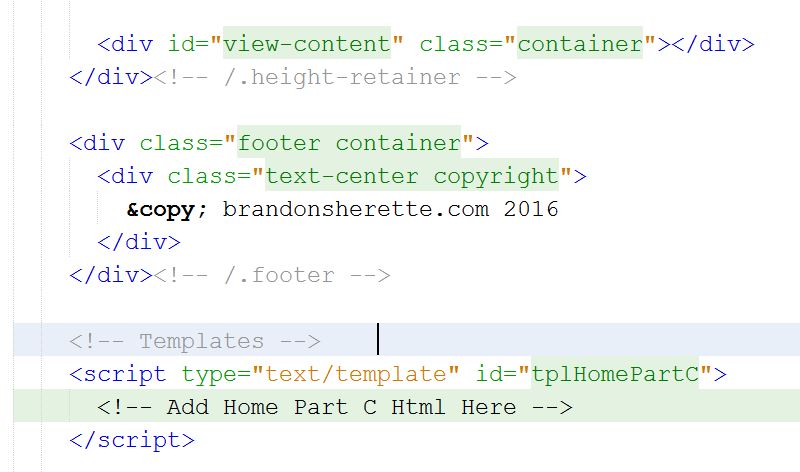 <div id="view-content" class="container"></div>
</div><!-- /.height-retainer -->
<div class="footer container">
<div class="text-center copyright">
&copy; brandonsherette.com 2016
</div>
</div><!-- /.footer -->
<!-- Templates -->
<script type="text/template" id="tplHomePartC">
<!-- Add Home Part C Html Here -->
</script>